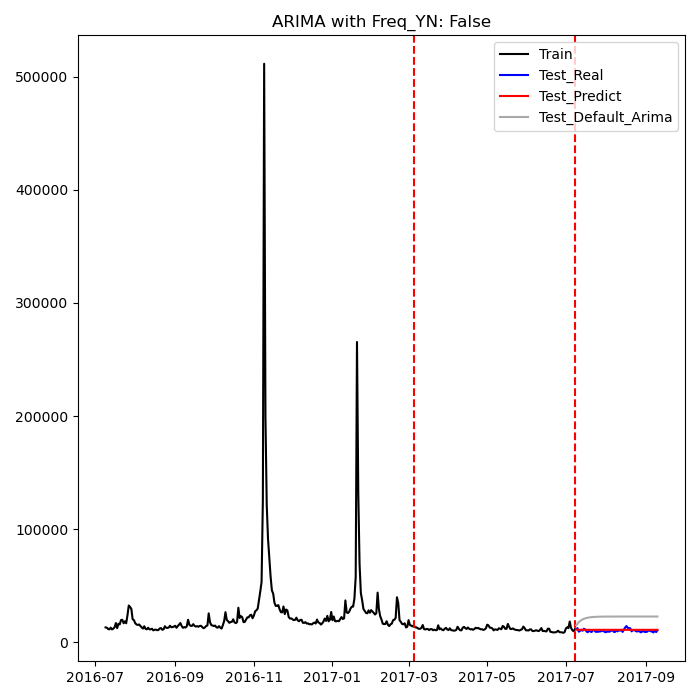 ARIMA with Freq_YN: False
Train
Test_Real
Test_Predict
Test_Default_Arima
500000
400000
300000
200000
100000
0
2016-07 2016-09 2016-11 2017-01 2017-03 2017-05 2017-07 2017-09